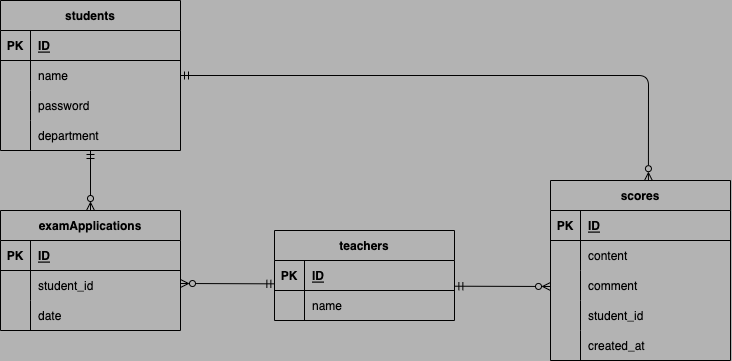 students
PK ID
name
password
department
examApplications
PK ID
student_id
date
teachers
PK ID
name
scores
PK ID
content
comment
student_id
created_at